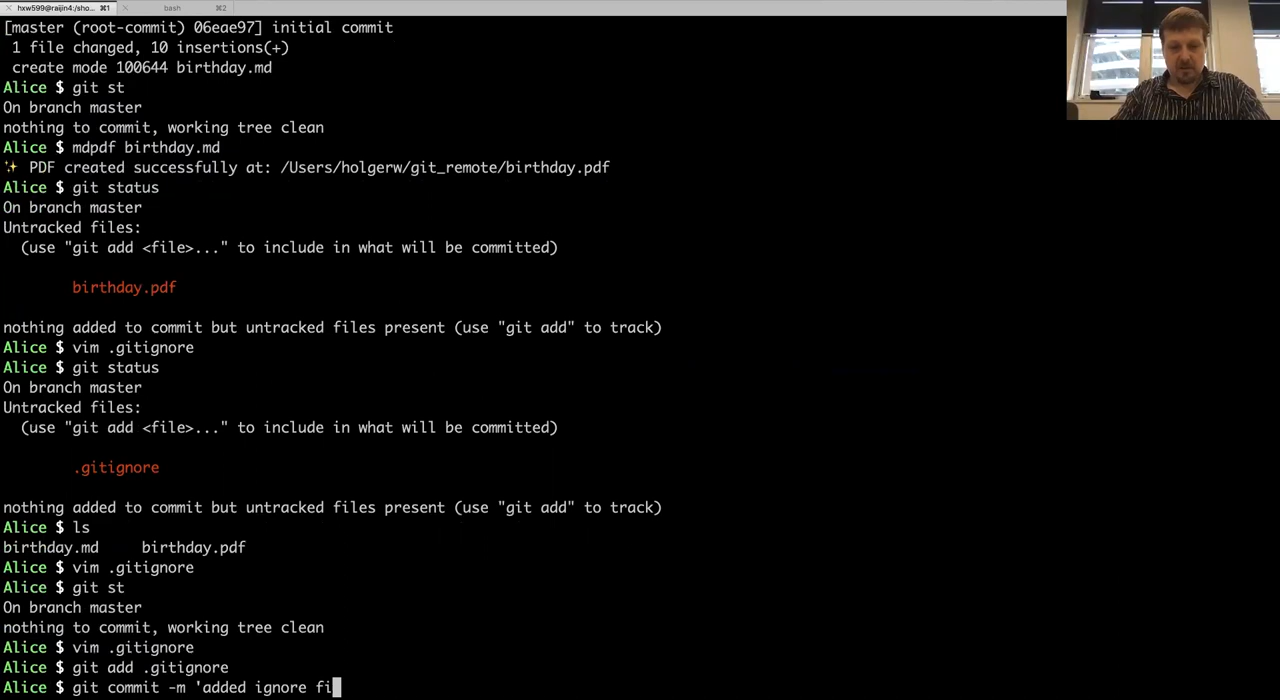 hxw599@raijin4:/sho... ⌘1 bash ⌘2
[master (root-commit) 06eae97] initial commit
1 file changed, 10 insertions(+)
create mode 100644 birthday.md
Alice $ git st
On branch master
nothing to commit, working tree clean
Alice $ mdpdf birthday.md
✨ PDF created successfully at: /Users/holgerw/git_remote/birthday.pdf
Alice $ git status
On branch master
Untracked files:
(use "git add <file>..." to include in what will be committed)
birthday.pdf
nothing added to commit but untracked files present (use "git add" to track)
Alice $ vim .gitignore
Alice $ git status
On branch master
Untracked files:
(use "git add <file>..." to include in what will be committed)
.gitignore
nothing added to commit but untracked files present (use "git add" to track)
Alice $ ls
birthday.md birthday.pdf
Alice $ vim .gitignore
Alice $ git st
On branch master
nothing to commit, working tree clean
Alice $ vim .gitignore
Alice $ git add .gitignore
Alice $ git commit -m 'added ignore fi